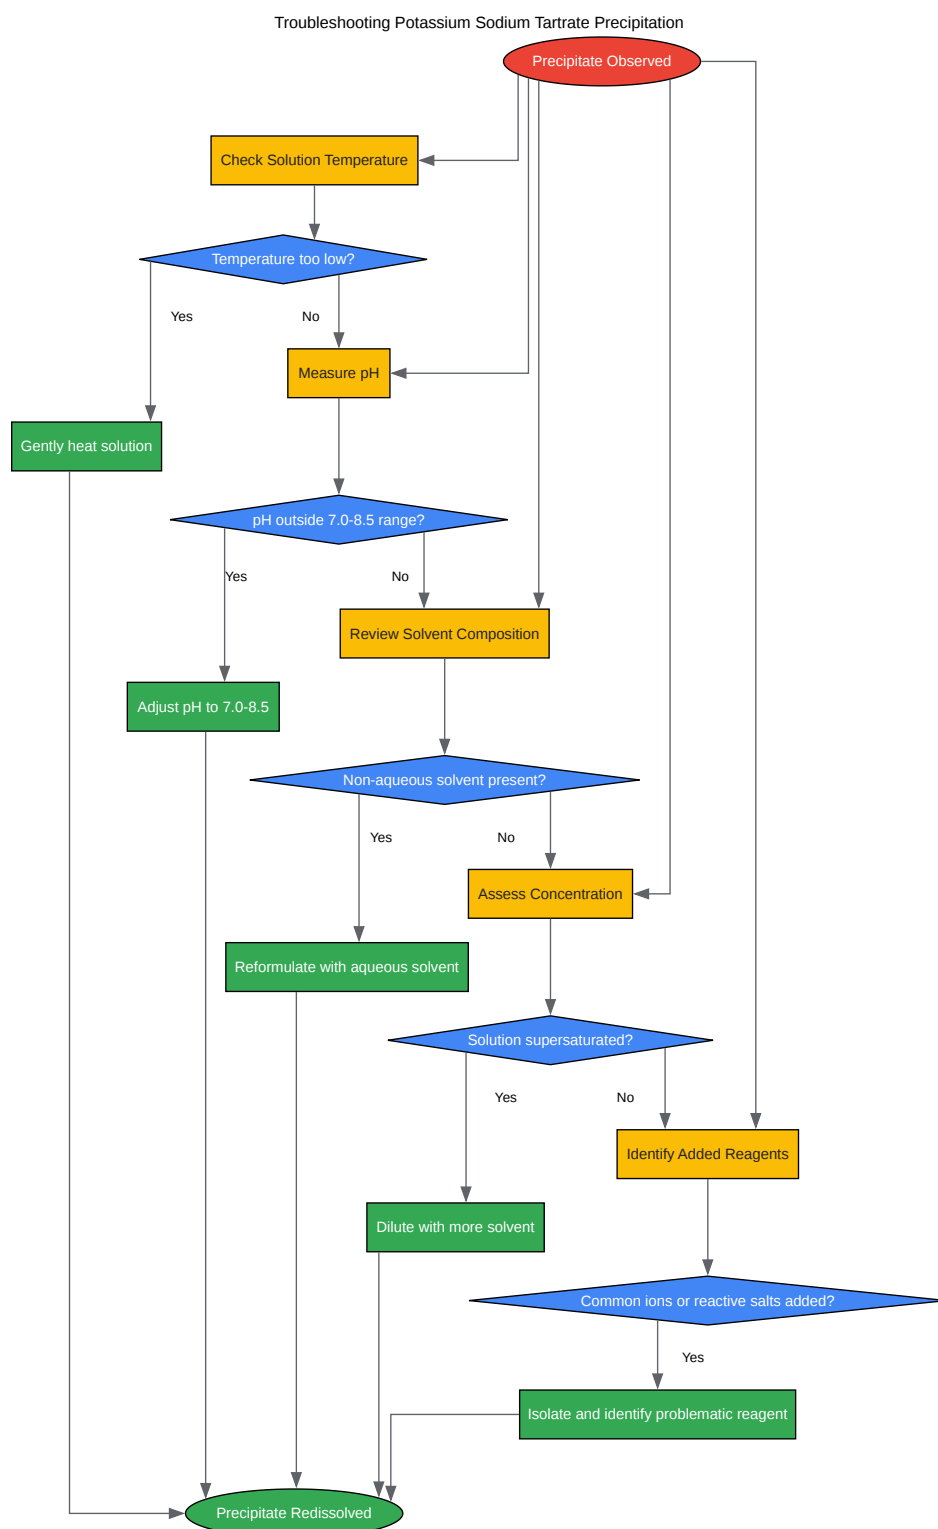 Troubleshooting Potassium Sodium Tartrate Precipitation
Precipitate Observed
Check Solution Temperature
Temperature too low?
Yes
No
Measure pH
Gently heat solution
pH outside 7.0-8.5 range?
Yes
No
Review Solvent Composition
Adjust pH to 7.0-8.5
Non-aqueous solvent present?
Yes
No
Assess Concentration
Reformulate with aqueous solvent
Solution supersaturated?
Yes
No
Identify Added Reagents
Dilute with more solvent
Common ions or reactive salts added?
Yes
Isolate and identify problematic reagent
Precipitate Redissolved